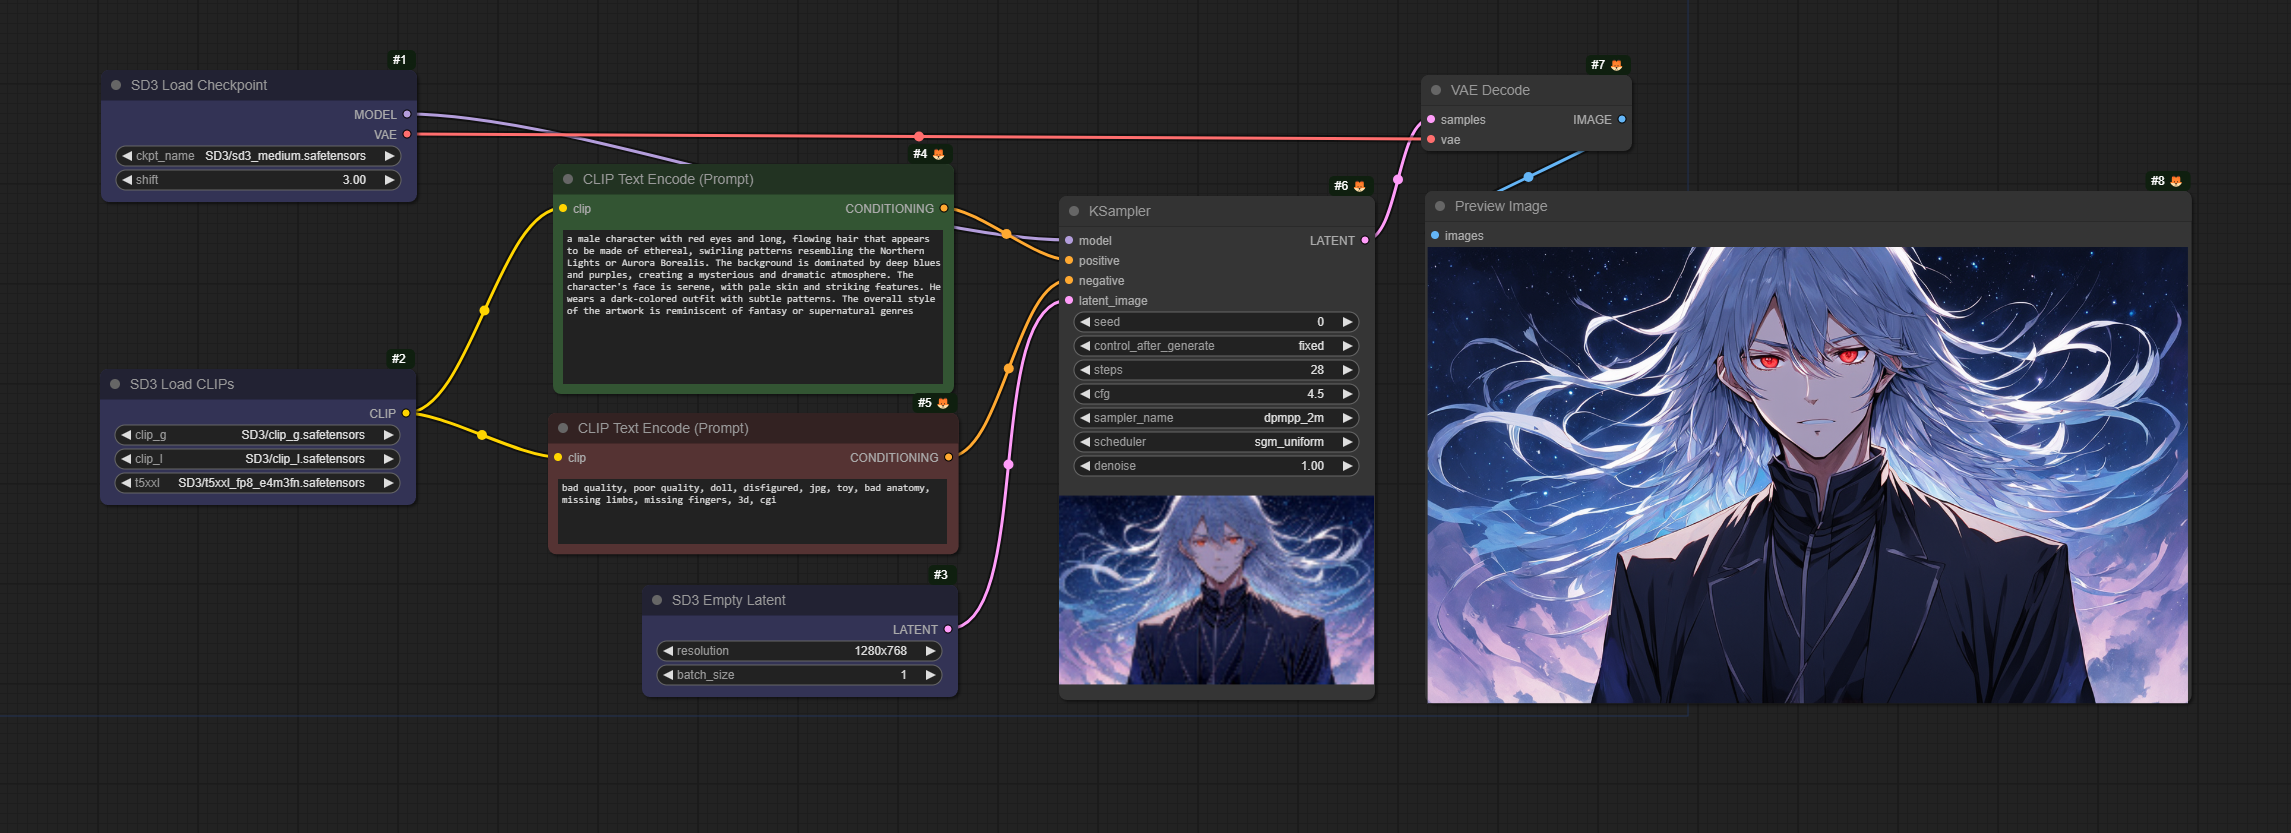 #1
SD3 Load Checkpoint
MODEL
VAE
ckpt_name SD3/sd3_medium.safetensors
shift 3.00
#2
SD3 Load CLIPs
CLIP
clip_g SD3/clip_g.safetensors
clip_l SD3/clip_l.safetensors
t5xxl SD3/t5xxl_fp8_e4m3fn.safetensors
#4
CLIP Text Encode (Prompt)
clip CONDITIONING
a male character with red eyes and long, flowing hair that appears
to be made of ethereal, swirling patterns resembling the Northern
Lights or Aurora Borealis. The background is dominated by deep blues
and purples, creating a mysterious and dramatic atmosphere. The
character's face is serene, with pale skin and striking features. He
wears a dark-colored outfit with subtle patterns. The overall style
of the artwork is reminiscent of fantasy or supernatural genres
#5
CLIP Text Encode (Prompt)
clip CONDITIONING
bad quality, poor quality, doll, disfigured, jpg, toy, bad anatomy,
missing limbs, missing fingers, 3d, cgi
#3
SD3 Empty Latent
LATENT
resolution 1280x768
batch_size 1
#6
KSampler
model LATENT
positive
negative
latent_image
seed 0
control_after_generate fixed
steps 28
cfg 4.5
sampler_name dpmpp_2m
scheduler sgm_uniform
denoise 1.00
#7
VAE Decode
samples IMAGE
vae
#8
Preview Image
images